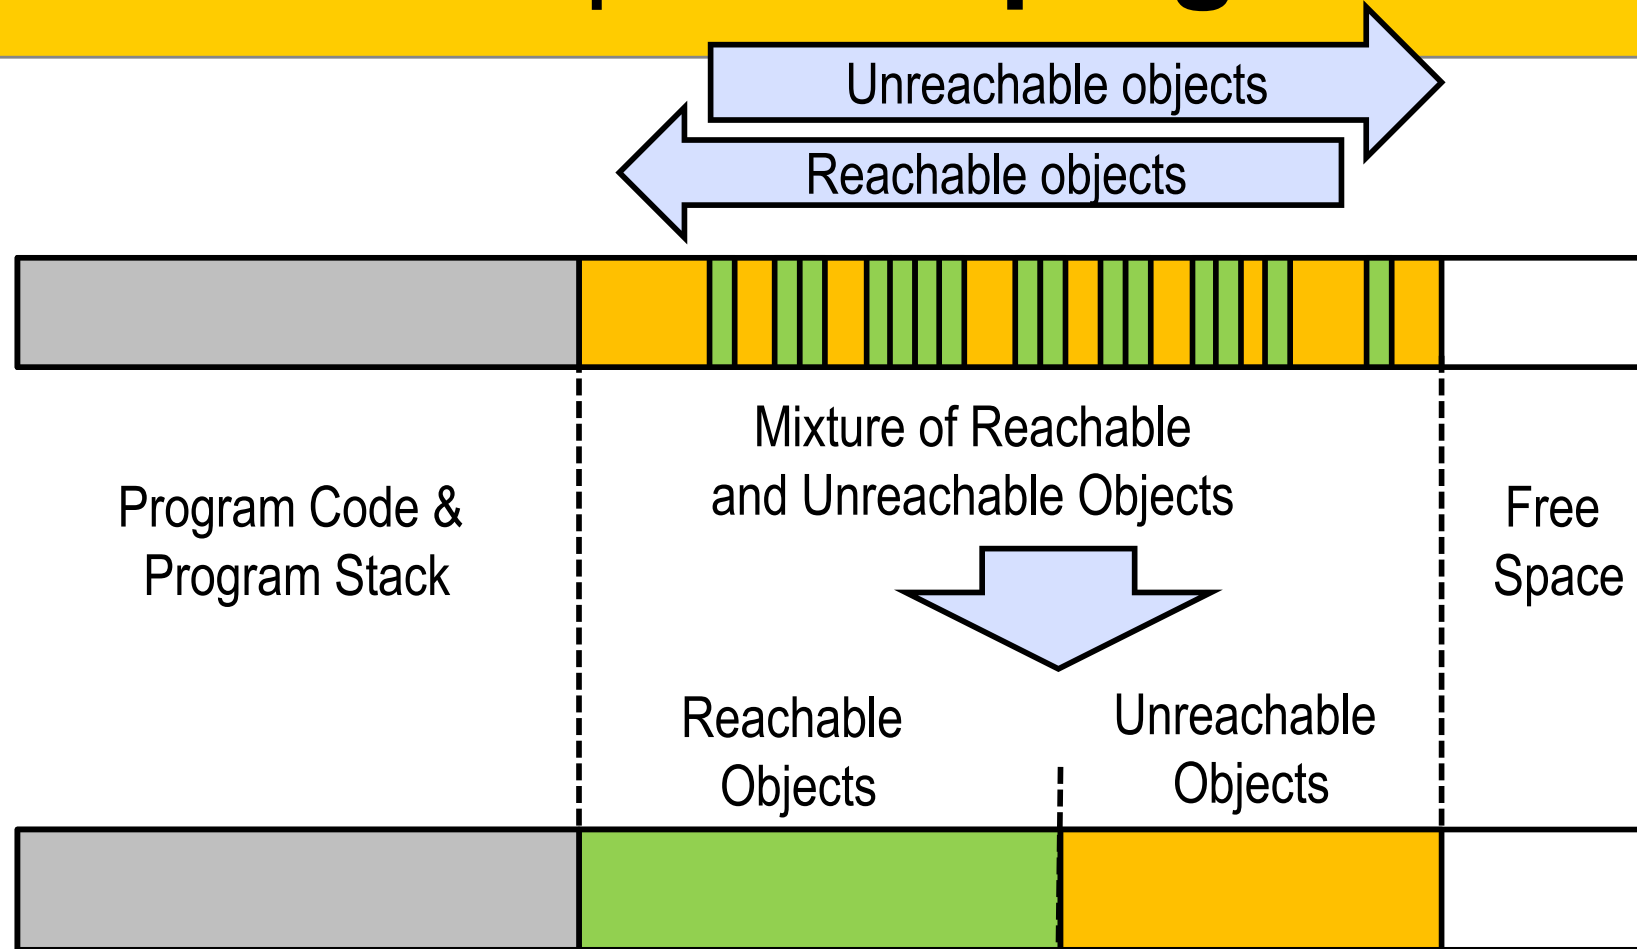 Unreachable objects
Reachable objects
Mixture of Reachable
and Unreachable Objects
Program Code &
Program Stack
Free
Space
Reachable
Objects
Unreachable
Objects